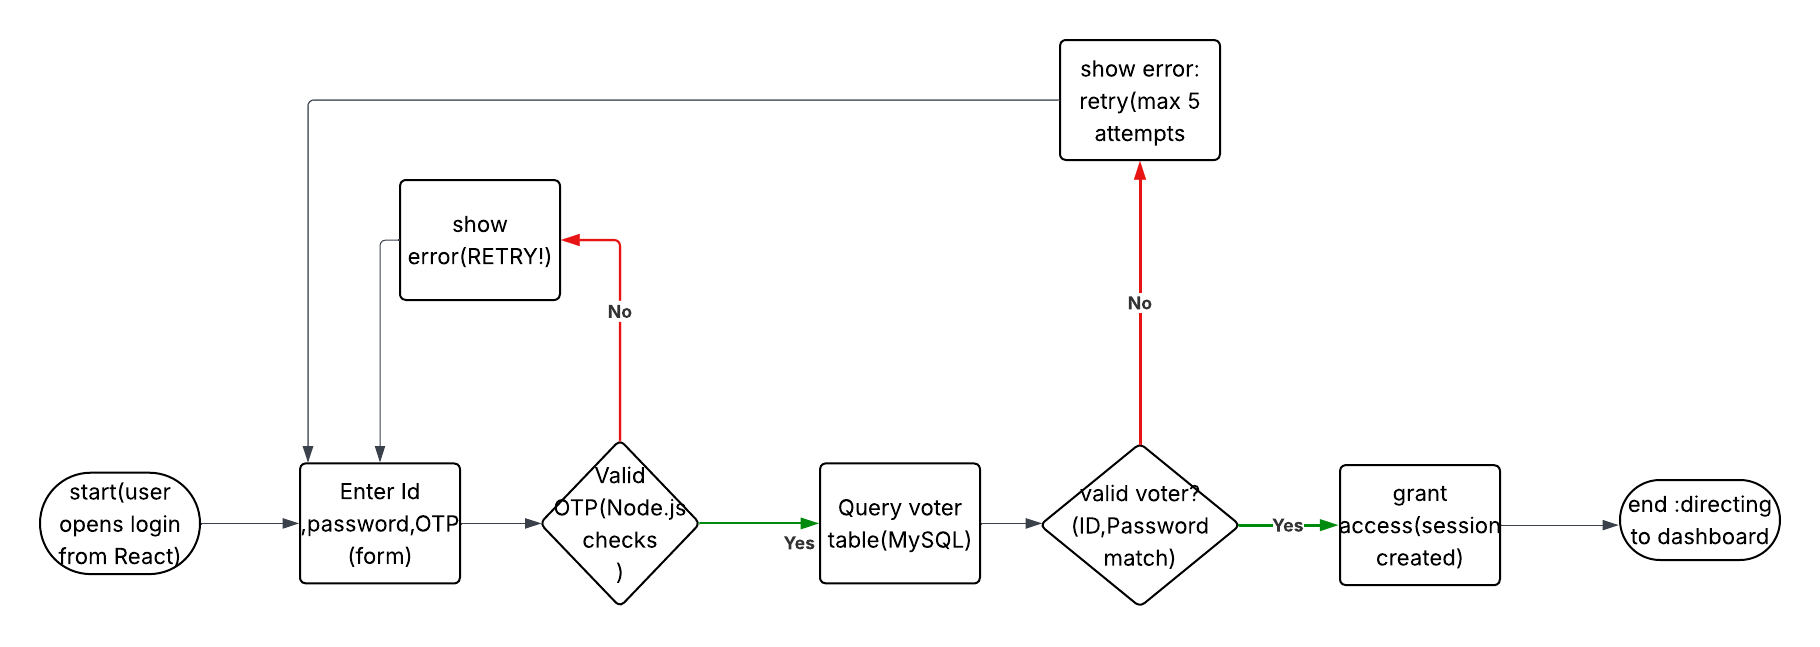 show error:
retry(max 5
attempts
show
error(RETRY!)
No
No
start(user
opens login
from React)
Enter Id
,password,OTP
(form)
Valid
OTP(Node.js
checks
)
Yes
Query voter
table(MySQL)
valid voter?
(ID,Password
match)
Yes
grant
access(session
created)
end :directing
to dashboard